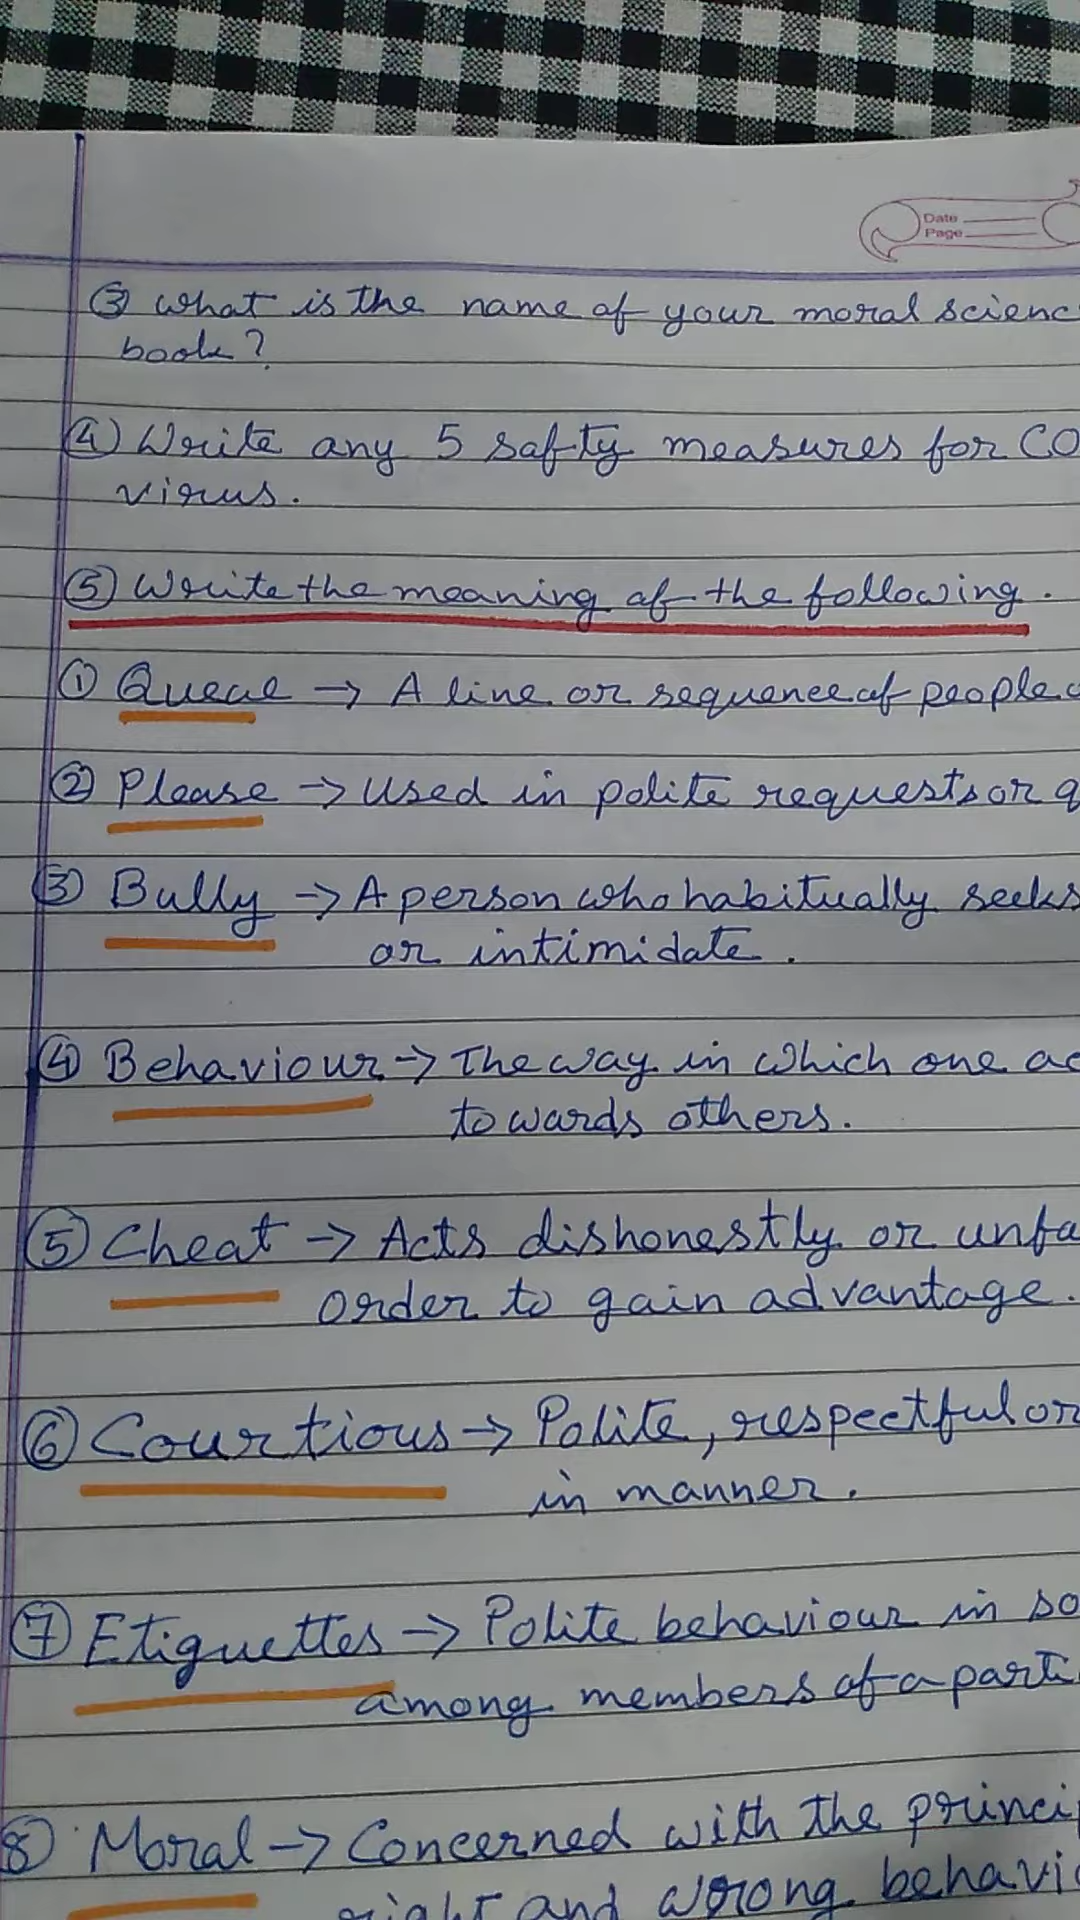 Date
Page
③ What is the name of your moral scienc
book?
④ Write any 5 safty measures for CO
virus.
⑤ Write the meaning of the following.
① Queue → A line or sequence of people
② Please → Used in polite requests or q
③ Bully → A person who habitually seeks
or intimidate.
④ Behaviour → The way in which one ac
towards others.
⑤ Cheat → Acts dishonestly or unfa
order to gain advantage.
⑥ Courtious → Polite, respectful or
in manner.
⑦ Etiquettes → Polite behaviour in so
among members of a parti
⑧ Moral → Concerned with the princip
right and wrong behavio